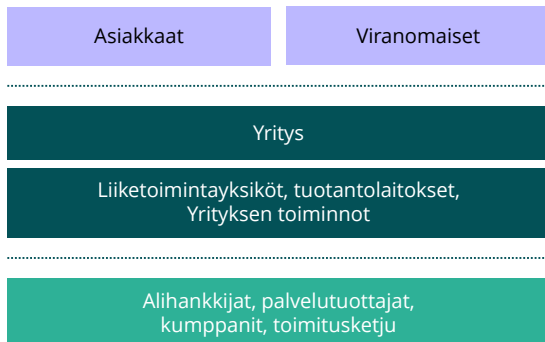 Asiakkaat
Viranomaiset
Yritys
Liiketoimintayksiköt, tuotantolaitokset,
Yrityksen toiminnot
Alihankkijat, palvelutuottajat,
kumppanit, toimitusketju